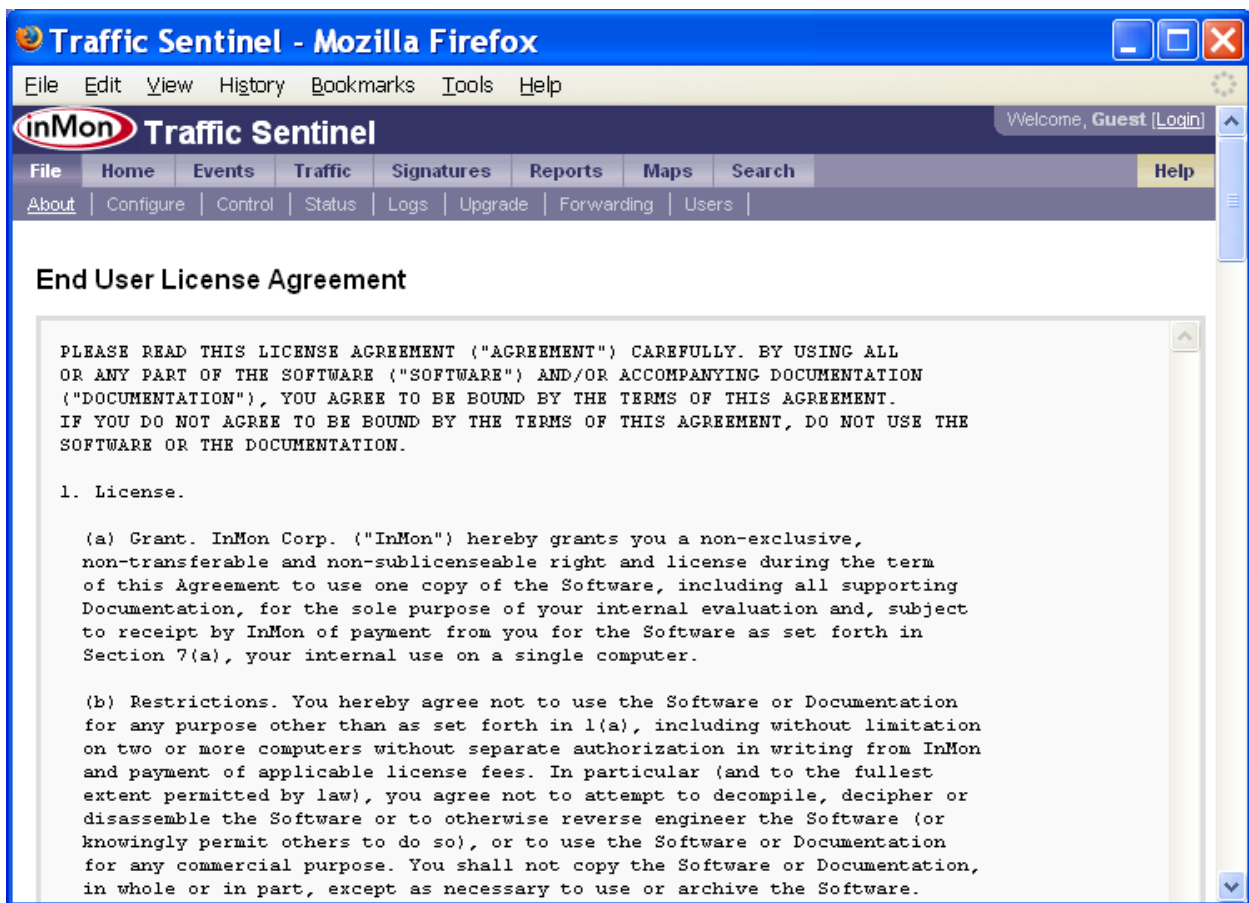 Traffic Sentinel - Mozilla Firefox
File Edit View History Bookmarks Tools Help
inMon Traffic Sentinel
Welcome, Guest [Login]
File Home Events Traffic Signatures Reports Maps Search Help
About | Configure | Control | Status | Logs | Upgrade | Forwarding | Users |
End User License Agreement
PLEASE READ THIS LICENSE AGREEMENT ("AGREEMENT") CAREFULLY. BY USING ALL
OR ANY PART OF THE SOFTWARE ("SOFTWARE") AND/OR ACCOMPANYING DOCUMENTATION
("DOCUMENTATION"), YOU AGREE TO BE BOUND BY THE TERMS OF THIS AGREEMENT.
IF YOU DO NOT AGREE TO BE BOUND BY THE TERMS OF THIS AGREEMENT, DO NOT USE THE
SOFTWARE OR THE DOCUMENTATION.
1. License.
(a) Grant. InMon Corp. ("InMon") hereby grants you a non-exclusive,
non-transferable and non-sublicenseable right and license during the term
of this Agreement to use one copy of the Software, including all supporting
Documentation, for the sole purpose of your internal evaluation and, subject
to receipt by InMon of payment from you for the Software as set forth in
Section 7(a), your internal use on a single computer.
(b) Restrictions. You hereby agree not to use the Software or Documentation
for any purpose other than as set forth in 1(a), including without limitation
on two or more computers without separate authorization in writing from InMon
and payment of applicable license fees. In particular (and to the fullest
extent permitted by law), you agree not to attempt to decompile, decipher or
disassemble the Software or to otherwise reverse engineer the Software (or
knowingly permit others to do so), or to use the Software or Documentation
for any commercial purpose. You shall not copy the Software or Documentation,
in whole or in part, except as necessary to use or archive the Software.